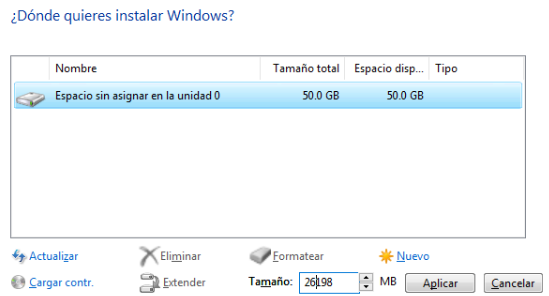 ¿Dónde quieres instalar Windows?
Nombre Tamaño total Espacio disp... Tipo
Espacio sin asignar en la unidad 0 50.0 GB 50.0 GB
Actualizar Eliminar Formatear Nuevo
Cargar contr. Extender Tamaño: 26198 MB Aplicar Cancelar